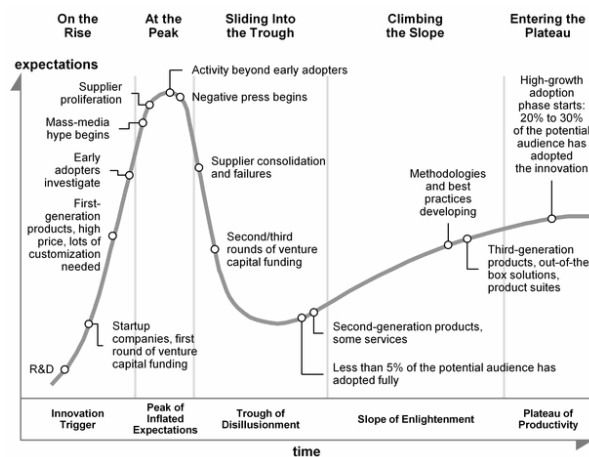 On the
Rise
At the
Peak
Sliding Into
the Trough
Climbing
the Slope
Entering the
Plateau
expectations
Activity beyond early adopters
Supplier
proliferation
Negative press begins
Mass-media
hype begins
Early
adopters
investigate
First-
generation
products, high
price, lots of
customization
needed
Startup
companies, first
round of venture
capital funding
R&D
Supplier consolidation
and failures
Second/third
rounds of venture
capital funding
Second-generation products,
some services
Less than 5% of the potential audience has
adopted fully
Methodologies
and best
practices
developing
Third-generation
products, out-of-the
box solutions,
product suites
High-growth
adoption
phase starts:
20% to 30%
of the potential
audience has
adopted
the innovation
Innovation
Trigger
Peak of
Inflated
Expectations
Trough of
Disillusionment
Slope of Enlightenment
Plateau of
Productivity
time